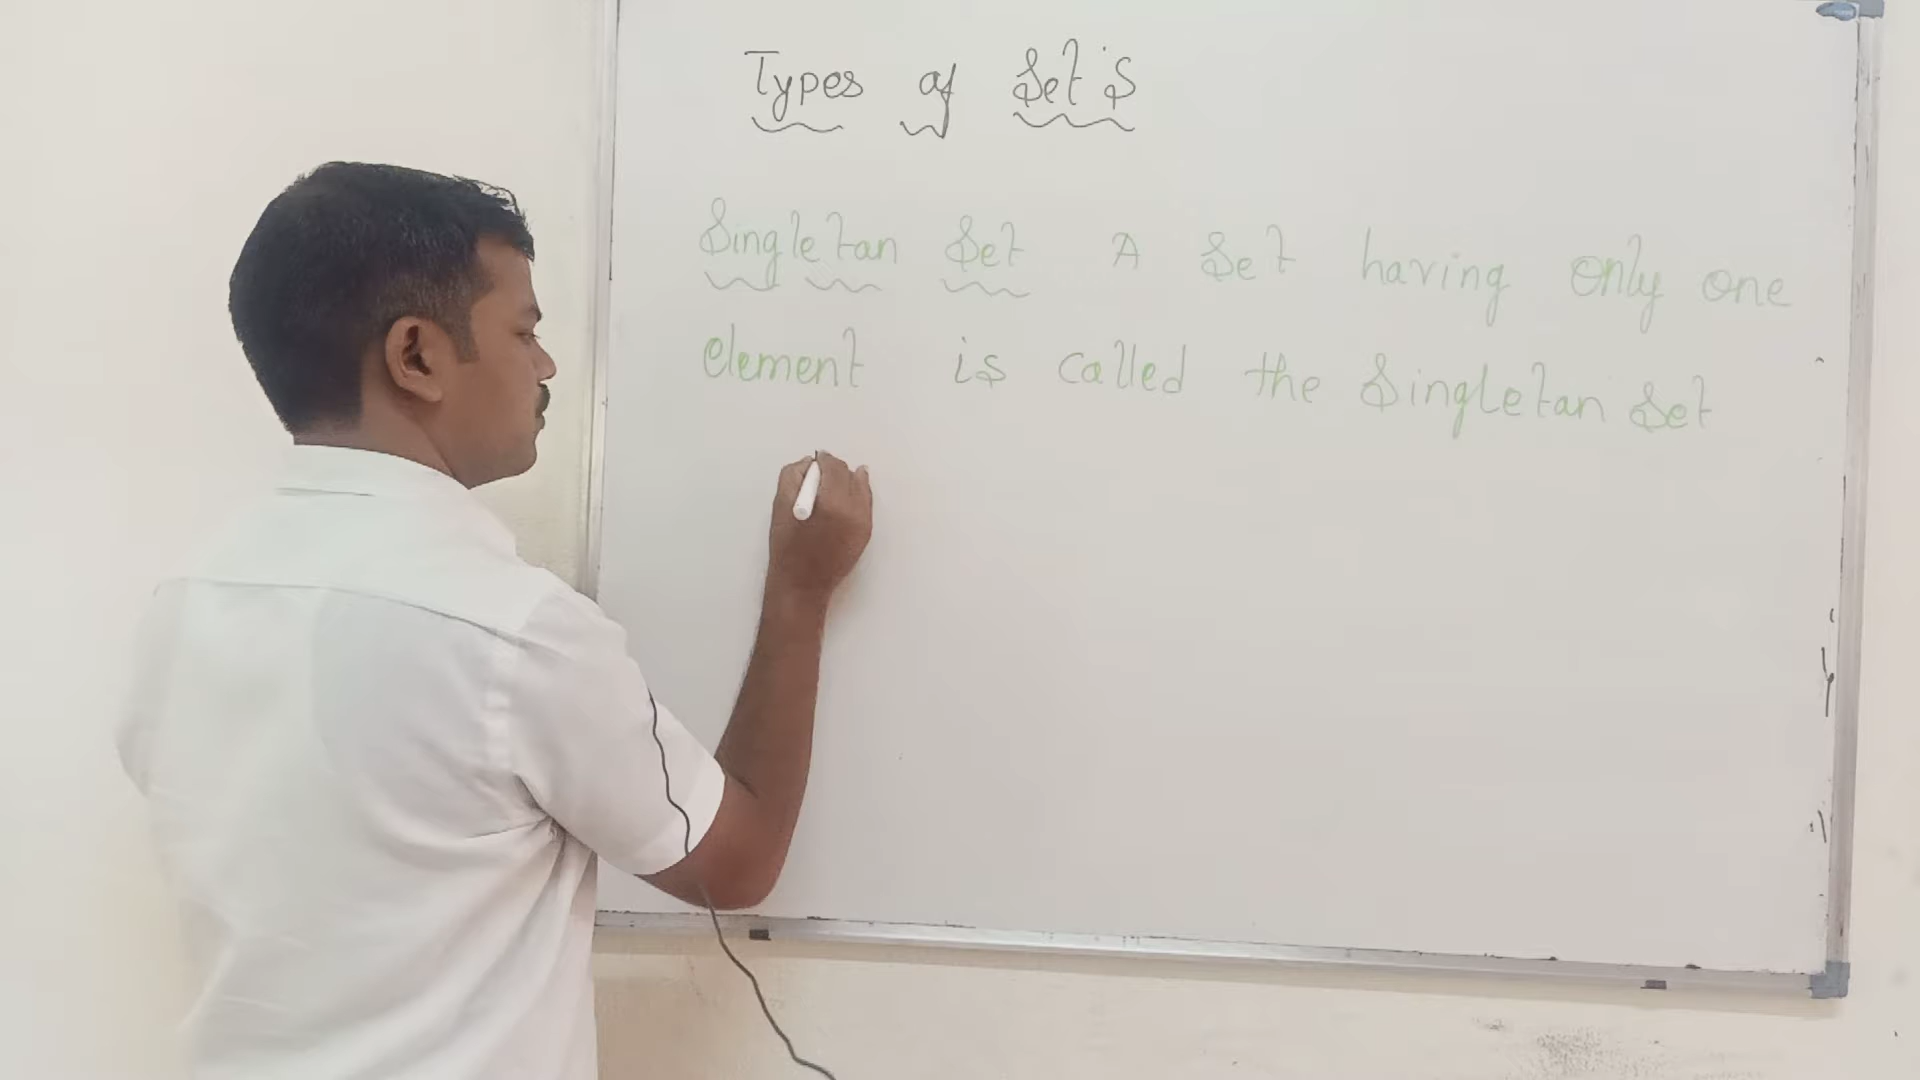 Types of Set's
Singletan Set A Set having only one
element is called the Singletan Set